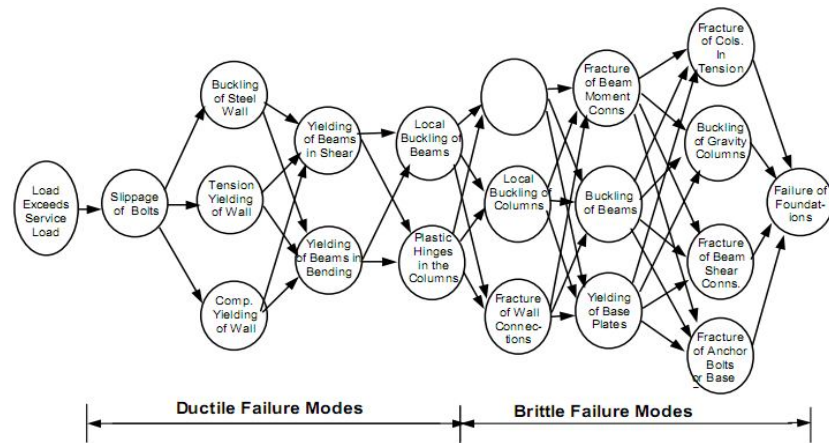 Load
Exceeds
Service
Load
Slippage
of Bolts
Buckling
of Steel
Wall
Tension
Yielding
of Wall
Comp.
Yielding
of Wall
Yielding
of Beams
in Shear
Yielding
of Beams in
Bending
Local
Buckling of
Beams
Plastic
Hinges
in the
Columns
Local
Buckling of
Columns
Fracture
of Wall
Connec-
tions
Fracture
of Beam
Moment
Conns
Buckling
of Beams
Yielding
of Base
Plates
Fracture
of Cols.
In
Tension
Buckling
of Gravity
Columns
Fracture
of Beam
Shear
Conns.
Fracture
of Anchor
Bolts
or Base
Failure of
Foundat-
ions
Ductile Failure Modes
Brittle Failure Modes